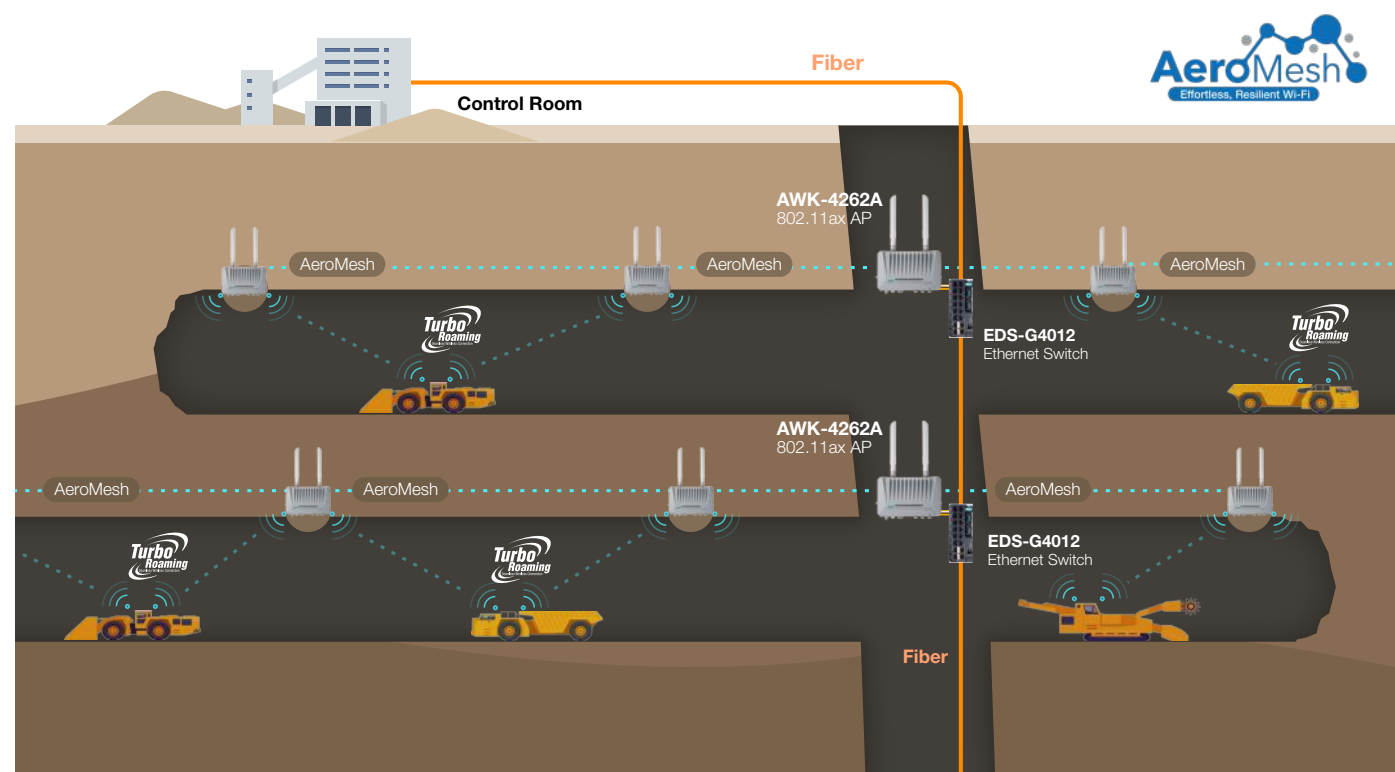 Fiber
AeroMesh
Effortless, Resilient Wi-Fi
Control Room
AWK-4262A
802.11ax AP
AeroMesh
AeroMesh
AeroMesh
Turbo
Roaming
Turbo
Roaming
EDS-G4012
Ethernet Switch
AWK-4262A
802.11ax AP
AeroMesh
AeroMesh
AeroMesh
Turbo
Roaming
Turbo
Roaming
EDS-G4012
Ethernet Switch
Fiber